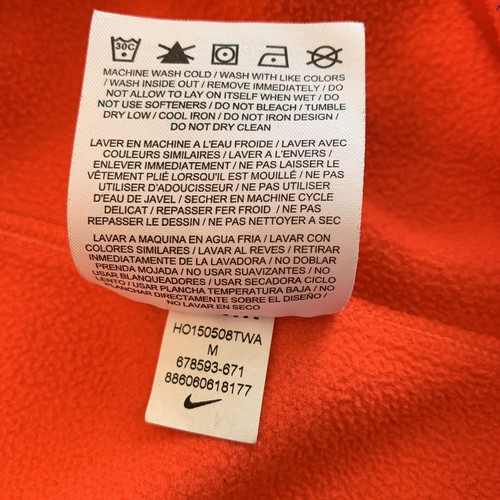 30C
MACHINE WASH COLD / WASH WITH LIKE COLORS
/ WASH INSIDE OUT / REMOVE IMMEDIATELY / DO
NOT ALLOW TO LAY ON ITSELF WHEN WET / DO
NOT USE SOFTENERS / DO NOT BLEACH / TUMBLE
DRY LOW / COOL IRON / DO NOT IRON DESIGN /
DO NOT DRY CLEAN
LAVER EN MACHINE A L'EAU FROIDE / LAVER AVEC
COULEURS SIMILAIRES / LAVER A L'ENVERS /
ENLEVER IMMEDIATEMENT / NE PAS LAISSER LE
VÊTEMENT PLIÉ LORSQU'IL EST MOUILLÉ / NE PAS
UTILISER D'ADOUCISSEUR / NE PAS UTILISER
D'EAU DE JAVEL / SECHER EN MACHINE CYCLE
DELICAT / REPASSER FER FROID / NE PAS
REPASSER LE DESSIN / NE PAS NETTOYER A SEC
LAVAR A MAQUINA EN AGUA FRIA / LAVAR CON
COLORES SIMILARES / LAVAR AL REVES / RETIRAR
INMEDIATAMENTE DE LA LAVADORA / NO DOBLAR
PRENDA MOJADA / NO USAR SUAVIZANTES / NO
USAR BLANQUEADORES / USAR SECADORA CICLO
LENTO / USAR PLANCHA TEMPERATURA BAJA / NO
PLANCHAR DIRECTAMENTE SOBRE EL DISEÑO /
NO LAVAR EN SECO
HO150508TWA
M
678593-671
886060618177